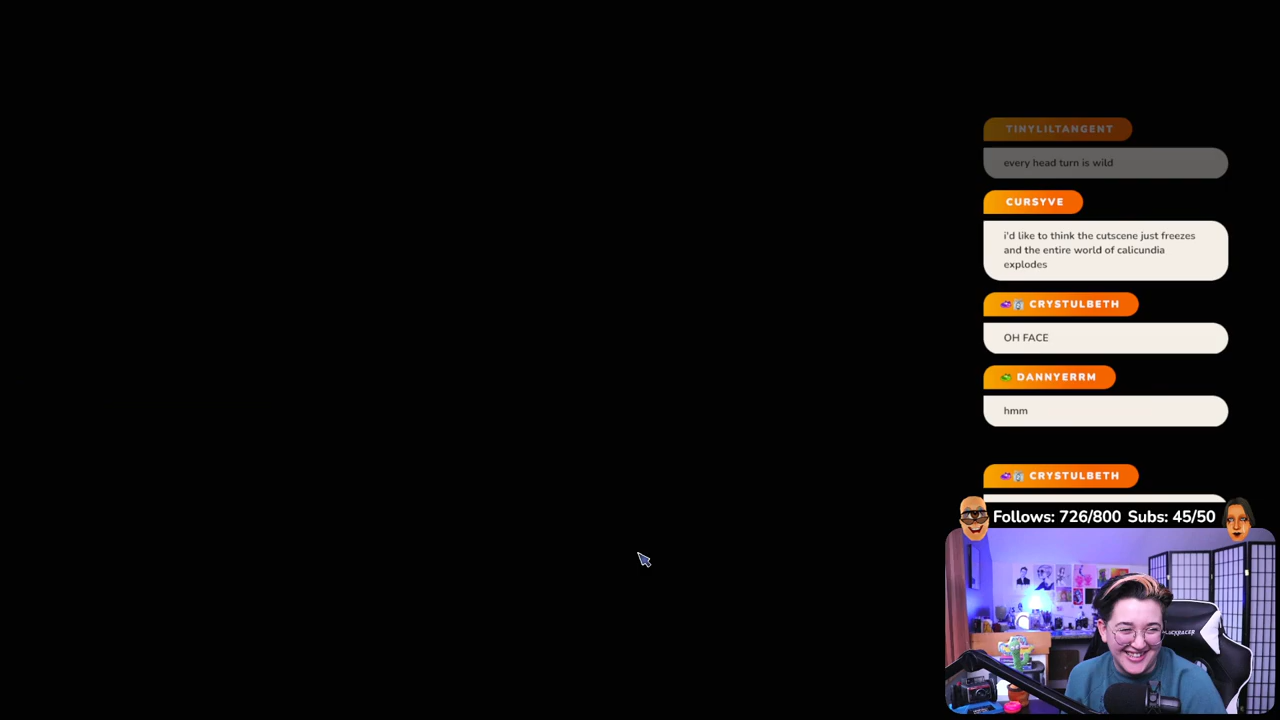 TINYLILTANGENT
every head turn is wild
CURSYVE
i'd like to think the cutscene just freezes
and the entire world of calicundia
explodes
CRYSTULBETH
OH FACE
DANNYERRM
hmm
CRYSTULBETH
Follows: 726/800 Subs: 45/50